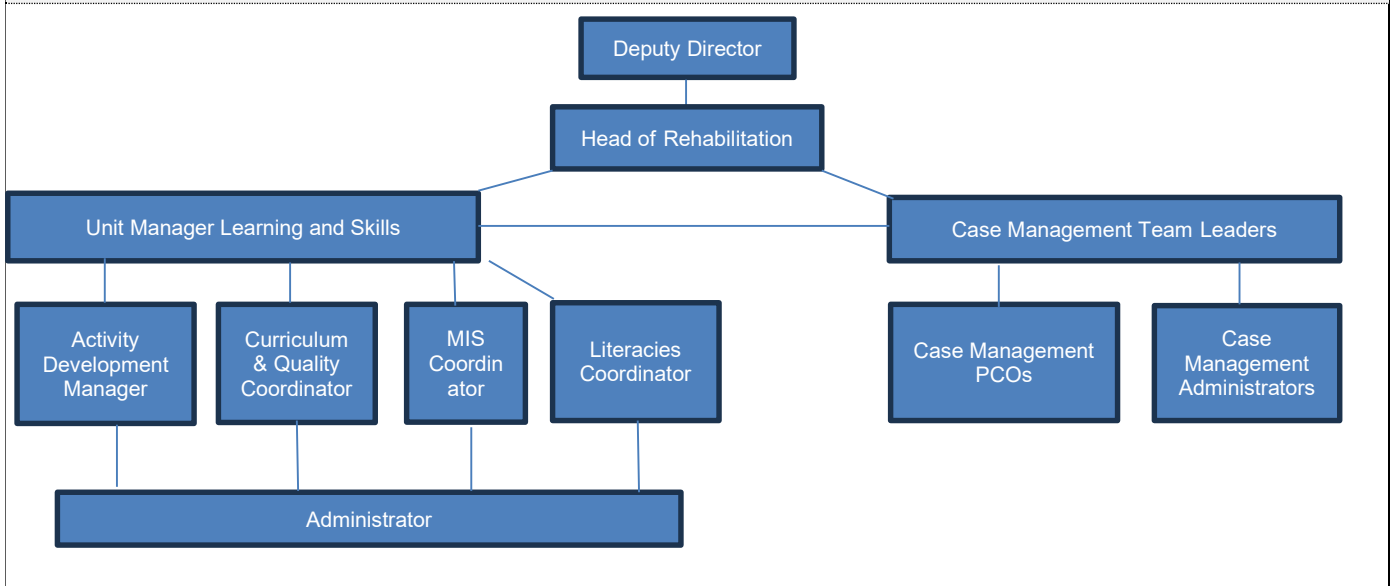 Deputy Director
Head of Rehabilitation
Unit Manager Learning and Skills
Case Management Team Leaders
Activity
Development
Manager
Curriculum
& Quality
Coordinator
MIS
Coordin
ator
Literacies
Coordinator
Case Management
PCOs
Case
Management
Administrators
Administrator